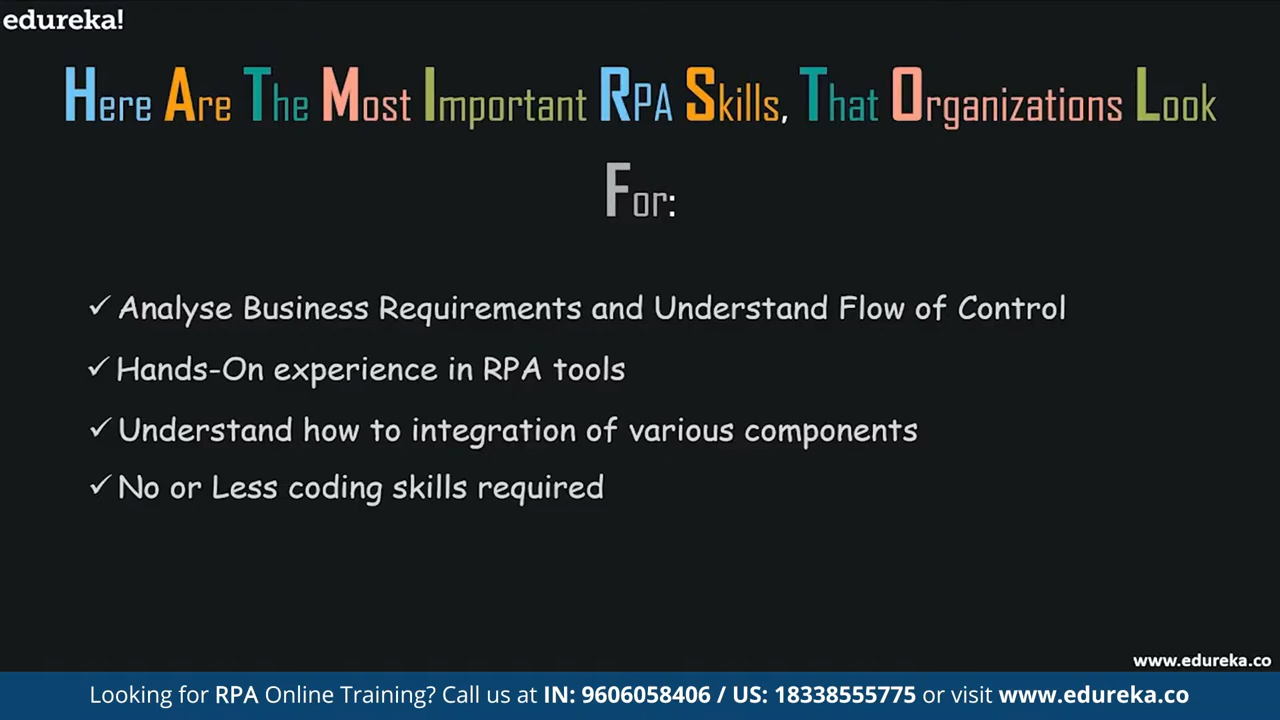 edureka!
Here Are The Most Important RPA Skills, That Organizations Look
For:
✓ Analyse Business Requirements and Understand Flow of Control
✓ Hands-On experience in RPA tools
✓ Understand how to integration of various components
✓ No or Less coding skills required
www.edureka.co
Looking for RPA Online Training? Call us at IN: 9606058406 / US: 18338555775 or visit www.edureka.co